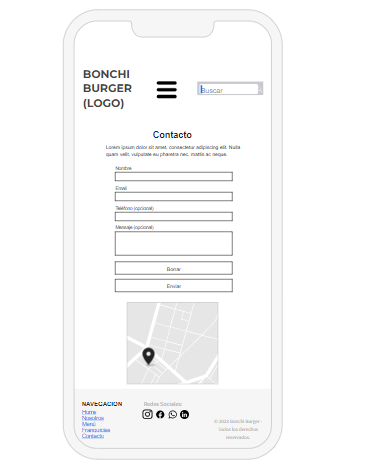 BONCHI
BURGER
(LOGO)
Buscar
Contacto
Lorem ipsum dolor sit amet, consectetur adipiscing elit. Nulla
quam velit, vulputate eu pharetra nec, mattis ac neque.
Nombre
Email
Teléfono (opcional)
Mensaje (opcional)
Borrar
Enviar
NAVEGACION
Home
Nosotros
Menú
Franquicias
Contacto
Redes Sociales
© 2023 Bonchi Burger -
todos los derechos
reservados.